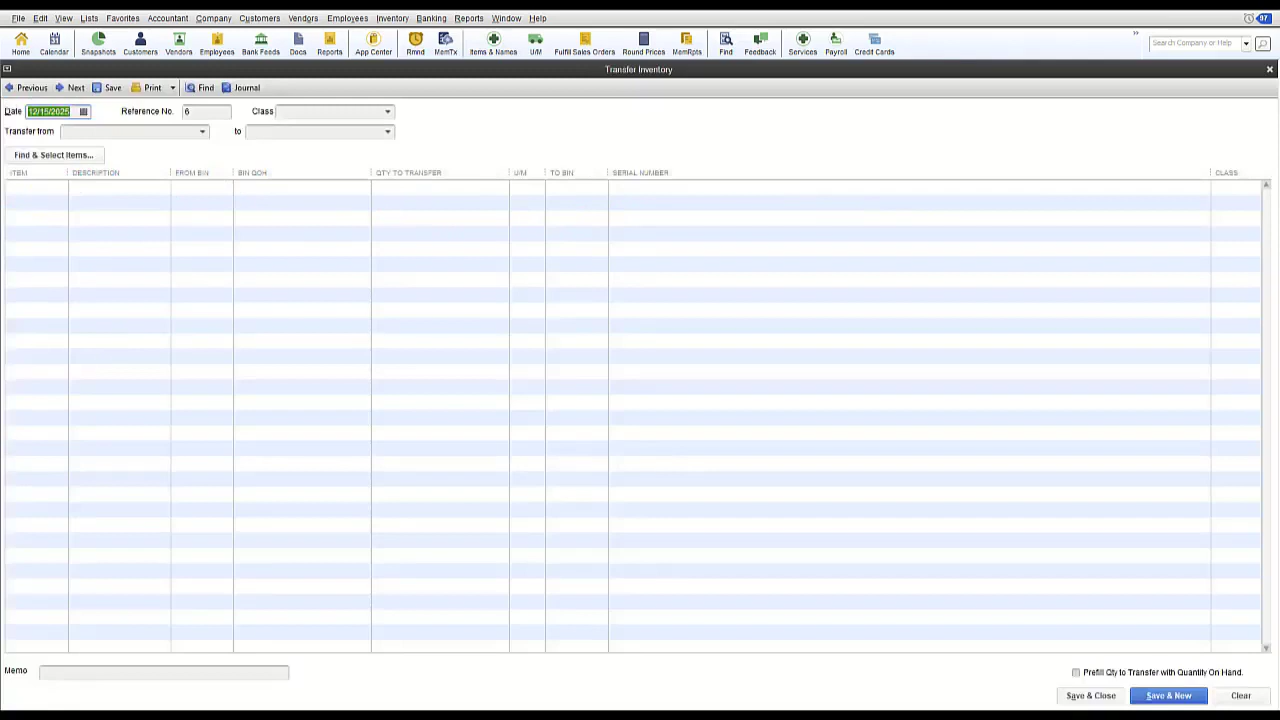 File Edit View Lists Favorites Accountant Company Customers Vendors Employees Inventory Banking Reports Window Help 97
Home Calendar Snapshots Customers Vendors Employees Bank Feeds Docs Reports App Center Rmnd MemTx Items & Names U/M Fulfill Sales Orders Round Prices MemRpts Find Feedback Services Payroll Credit Cards » Search Company or Help
Transfer Inventory
Previous Next Save Print Find Journal
Date 12/15/2025 Reference No. 6 Class
Transfer from to
Find & Select Items...
ITEM DESCRIPTION FROM BIN BIN QOH QTY TO TRANSFER U/M TO BIN SERIAL NUMBER CLASS
Memo Prefill Qty to Transfer with Quantity On Hand.
Save & Close Save & New Clear